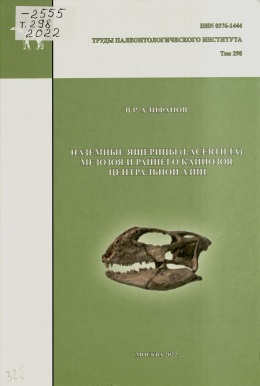 -2555
т.298
2022
ISSN 0376-1444
ТРУДЫ ПАЛЕОНТОЛОГИЧЕСКОГО ИНСТИТУТА
Том 298
В.Р. АЛИФАНОВ
НАЗЕМНЫЕ ЯЩЕРИЦЫ (LACERTILIA)
МЕЗОЗОЯ И РАННЕГО КАЙНОЗОЯ
ЦЕНТРАЛЬНОЙ АЗИИ
МОСКВА 2022